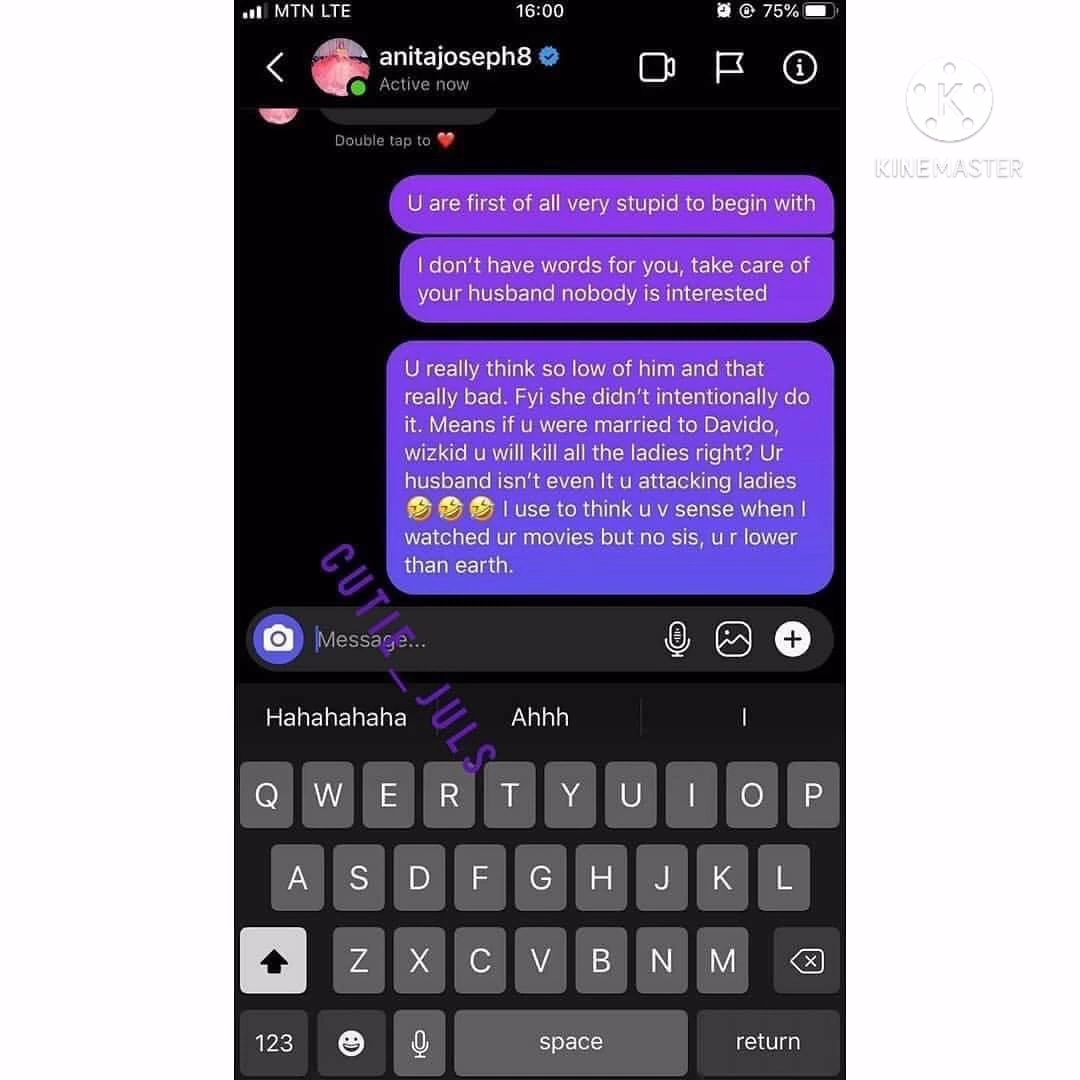 MTN LTE 16:00 75%
anitajoseph8
Active now
Double tap to ❤️
U are first of all very stupid to begin with
I don't have words for you, take care of
your husband nobody is interested
U really think so low of him and that
really bad. Fyi she didn't intentionally do
it. Means if u were married to Davido,
wizkid u will kill all the ladies right? Ur
husband isn't even lt u attacking ladies
🤣 🤣 🤣 I use to think u v sense when I
watched ur movies but no sis, u r lower
than earth.
Message...
CUTIE_JULS
Hahahahaha Ahhh I
Q W E R T Y U I O P
A S D F G H J K L
Z X C V B N M
123 space return
K
KINEMASTER